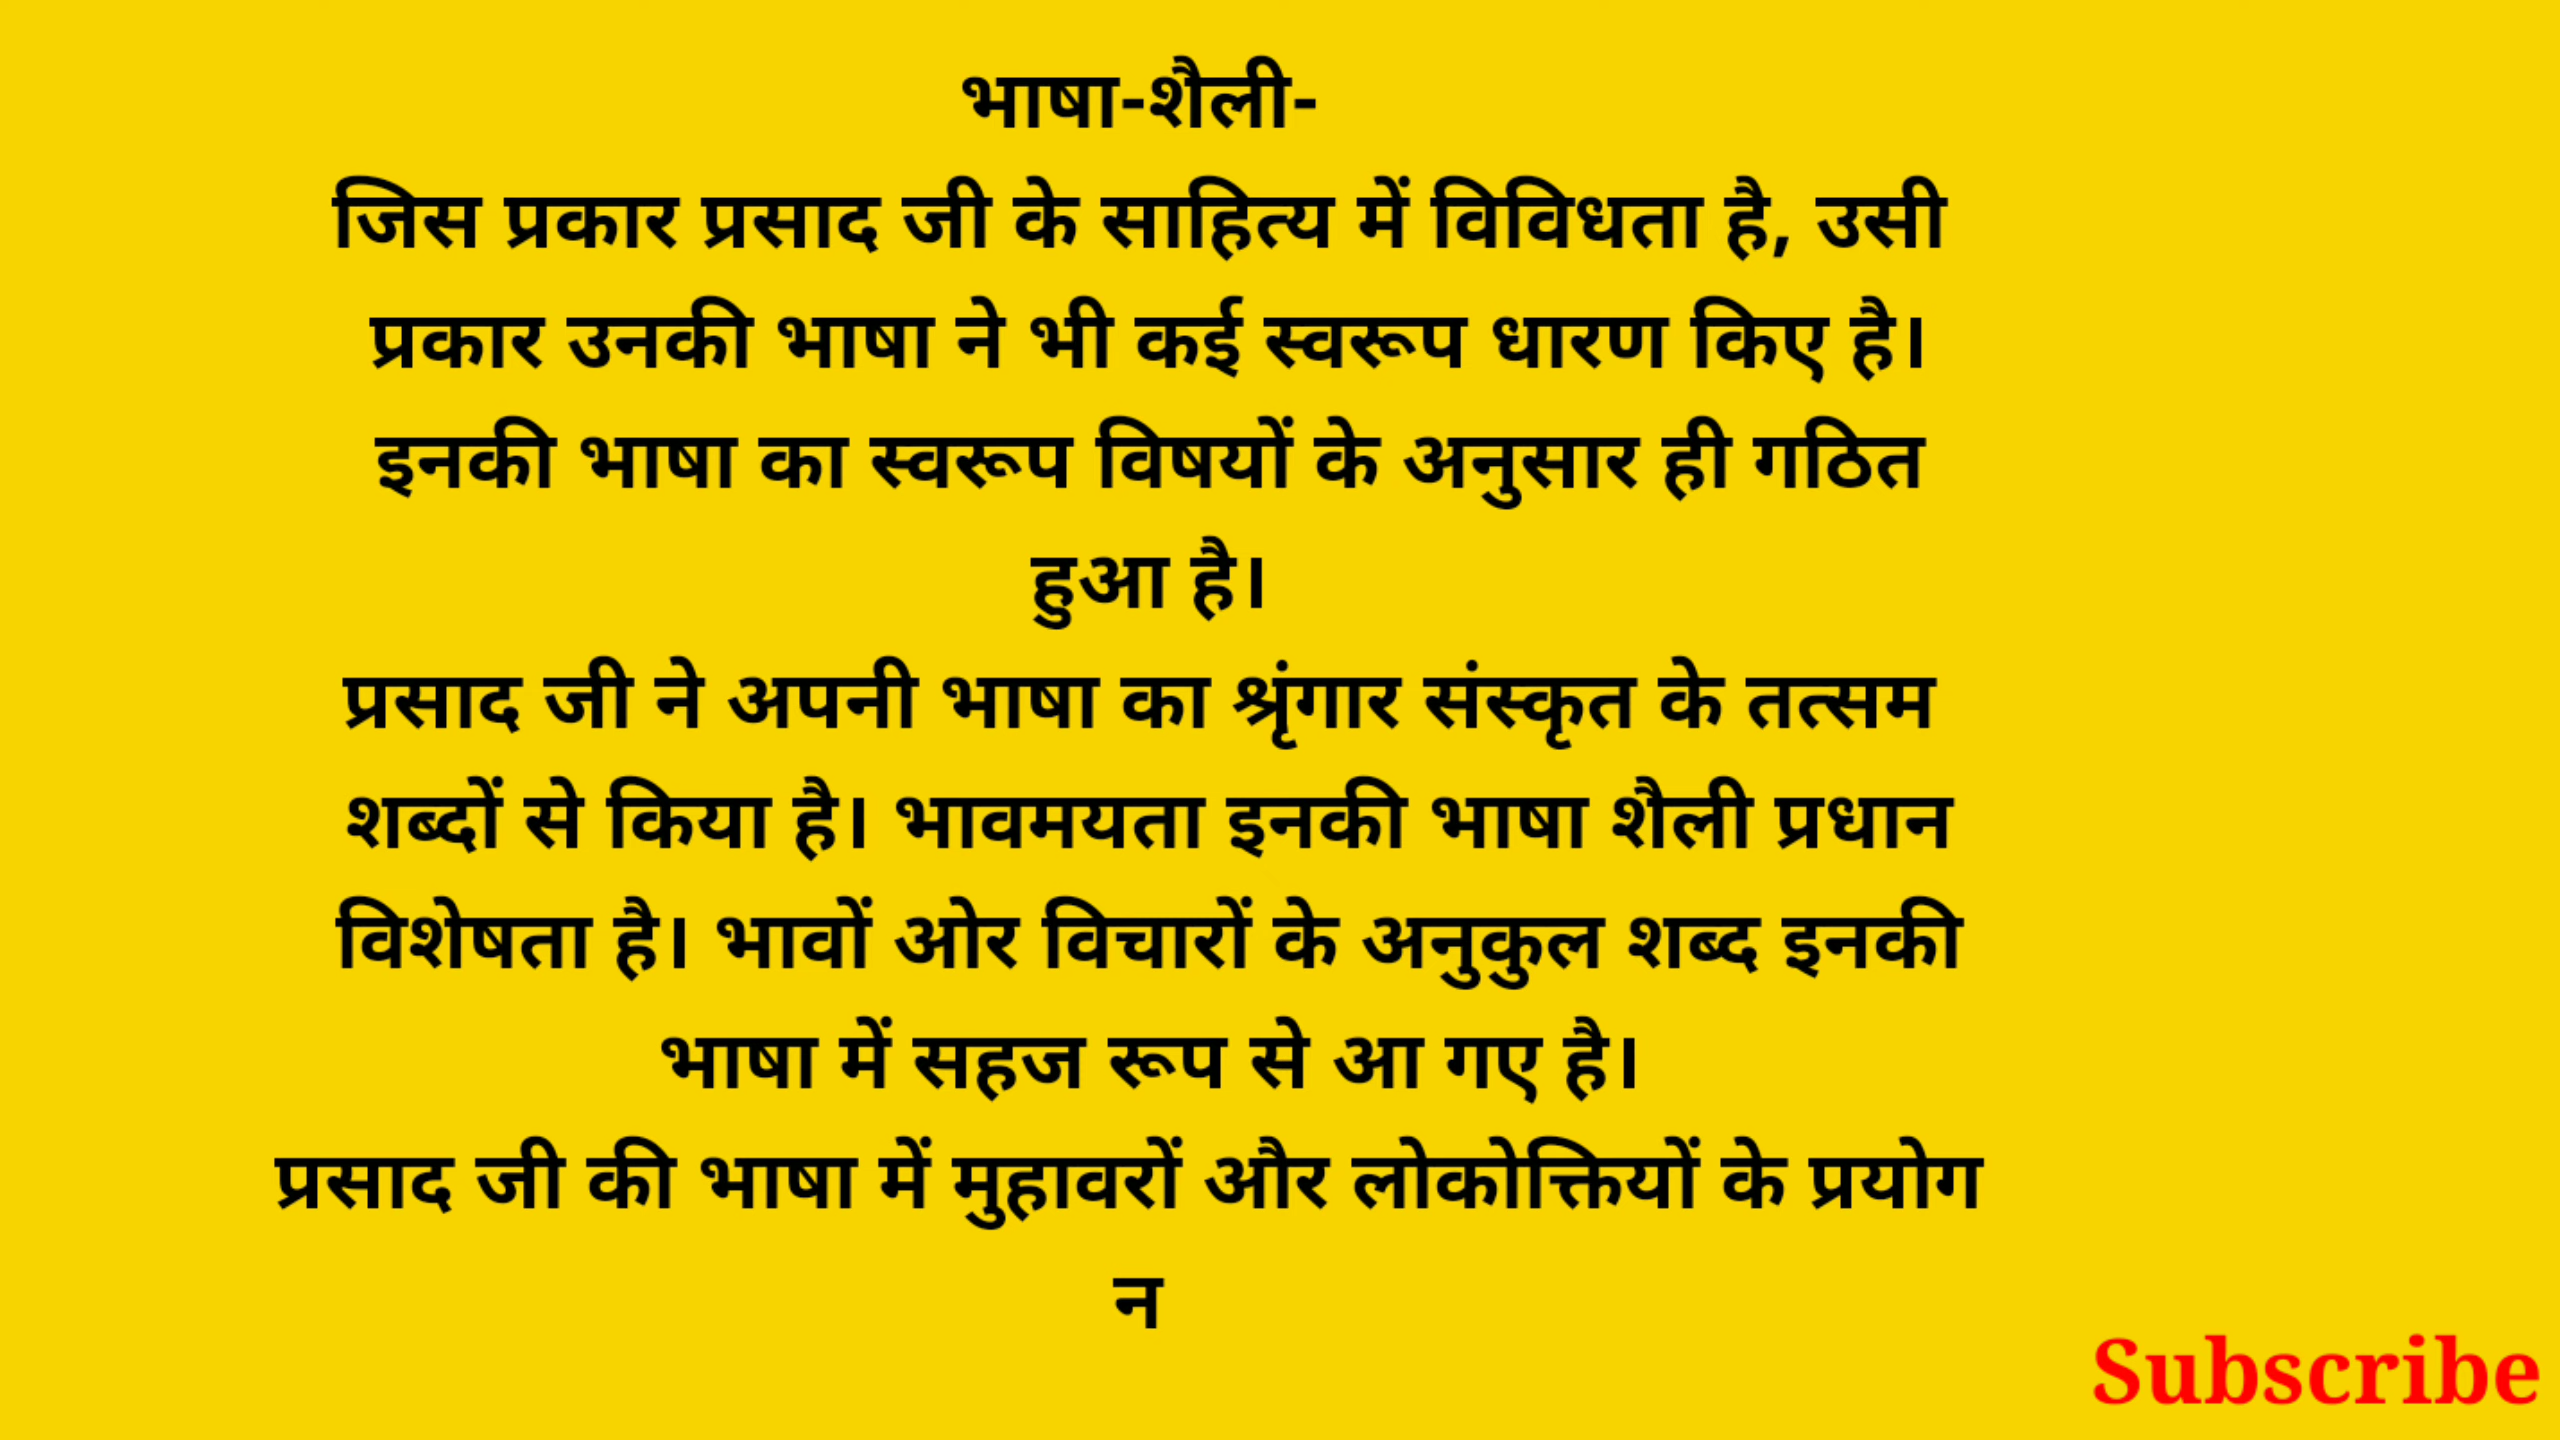 भाषा-शैली-
जिस प्रकार प्रसाद जी के साहित्य में विविधता है, उसी
प्रकार उनकी भाषा ने भी कई स्वरूप धारण किए है।
इनकी भाषा का स्वरूप विषयों के अनुसार ही गठित
हुआ है।
प्रसाद जी ने अपनी भाषा का श्रृंगार संस्कृत के तत्सम
शब्दों से किया है। भावमयता इनकी भाषा शैली प्रधान
विशेषता है। भावों ओर विचारों के अनुकुल शब्द इनकी
भाषा में सहज रूप से आ गए है।
प्रसाद जी की भाषा में मुहावरों और लोकोक्तियों के प्रयोग
न
Subscribe